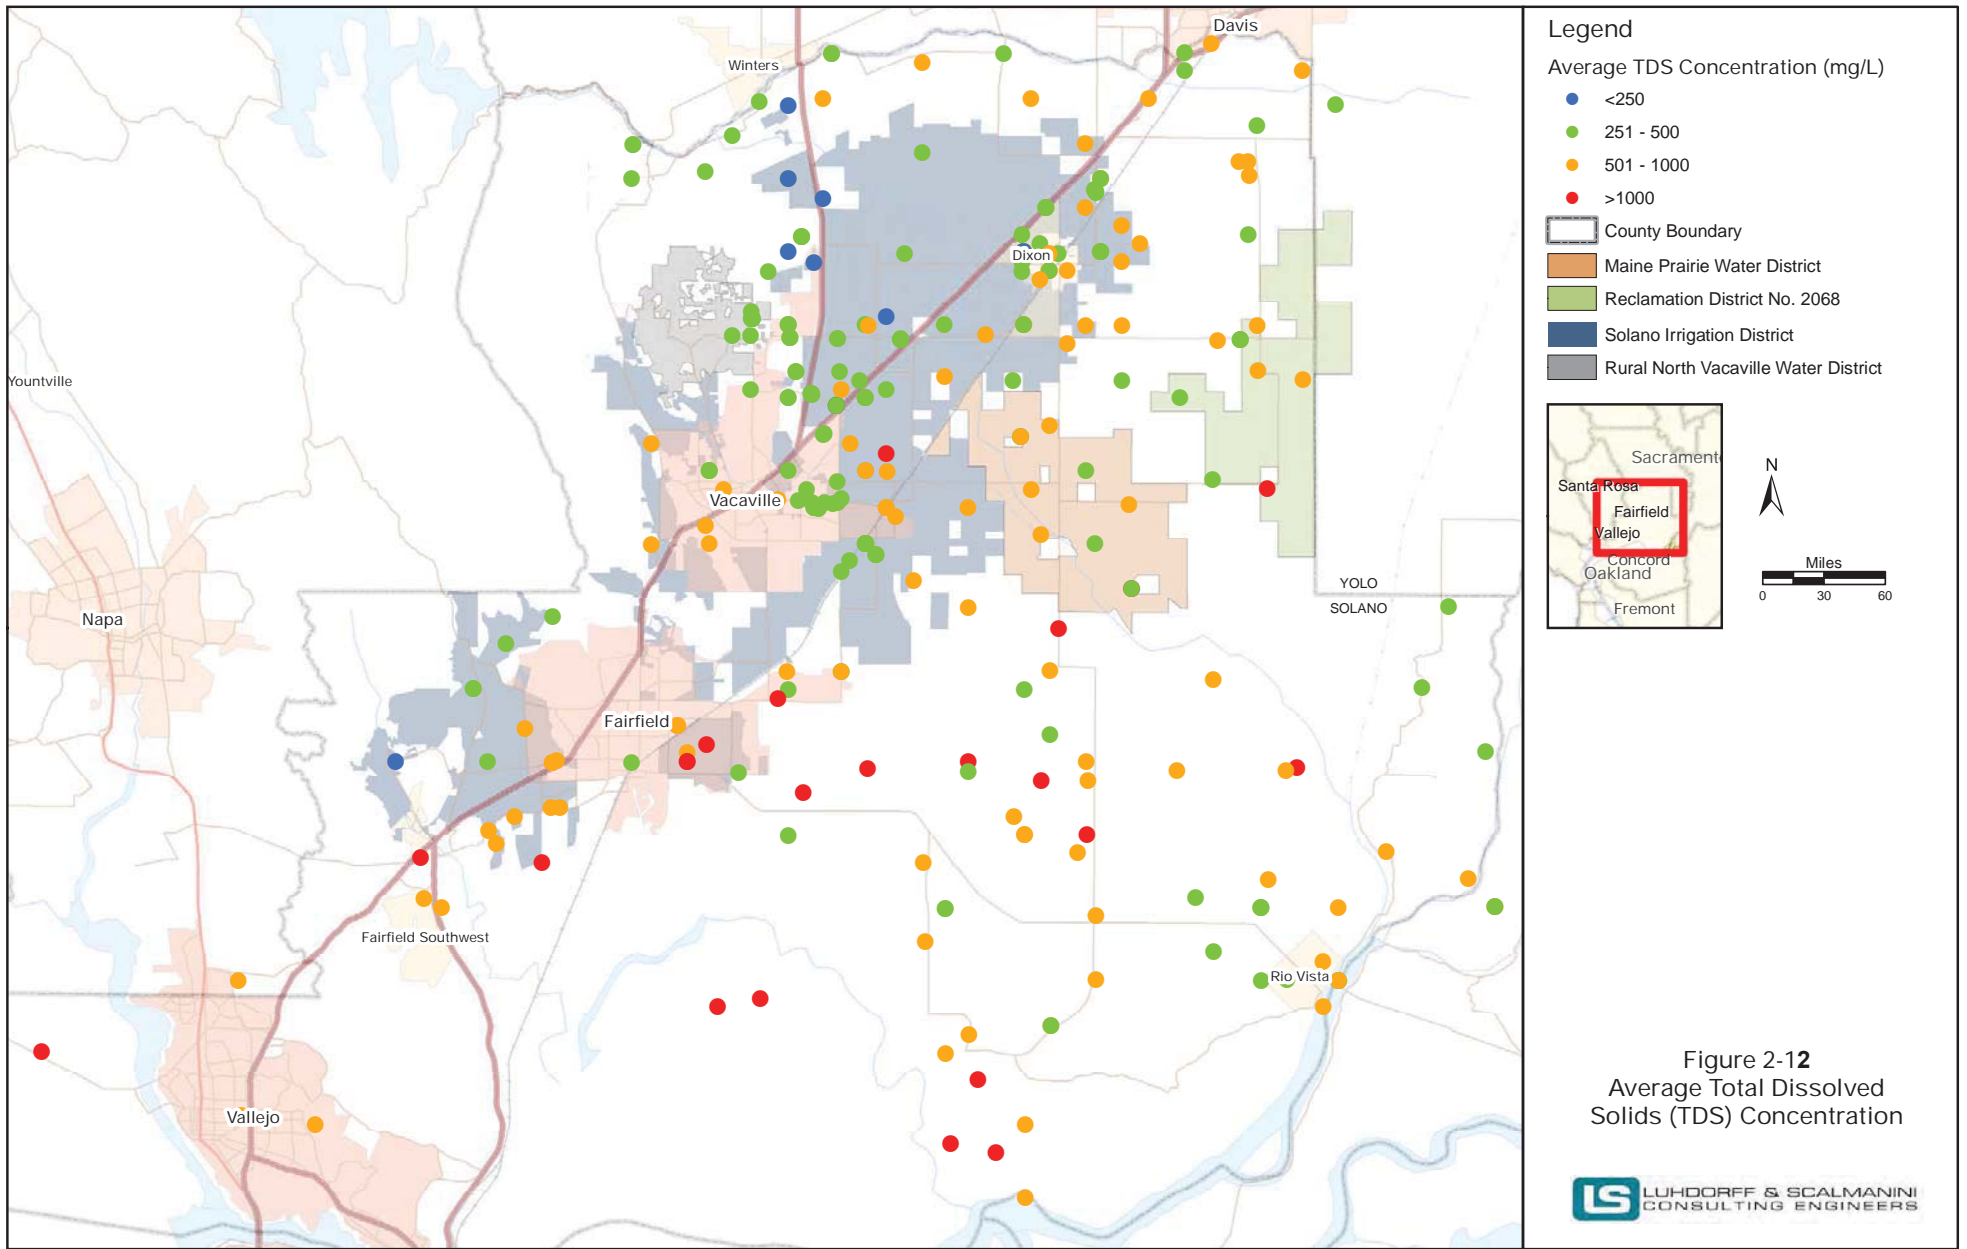 Davis
Winters
Dixon
Yountville
Vacaville
YOLO
SOLANO
Napa
Fairfield
Fairfield Southwest
Rio Vista
Vallejo
Legend
Average TDS Concentration (mg/L)
<250
251 - 500
501 - 1000
>1000
County Boundary
Maine Prairie Water District
Reclamation District No. 2068
Solano Irrigation District
Rural North Vacaville Water District
Sacrament
Santa Rosa
Fairfield
Vallejo
Concord
Oakland
Fremont
N
Miles
0 30 60
Figure 2-12
Average Total Dissolved
Solids (TDS) Concentration
LS
LUHDORFF & SCALMANINI
CONSULTING ENGINEERS